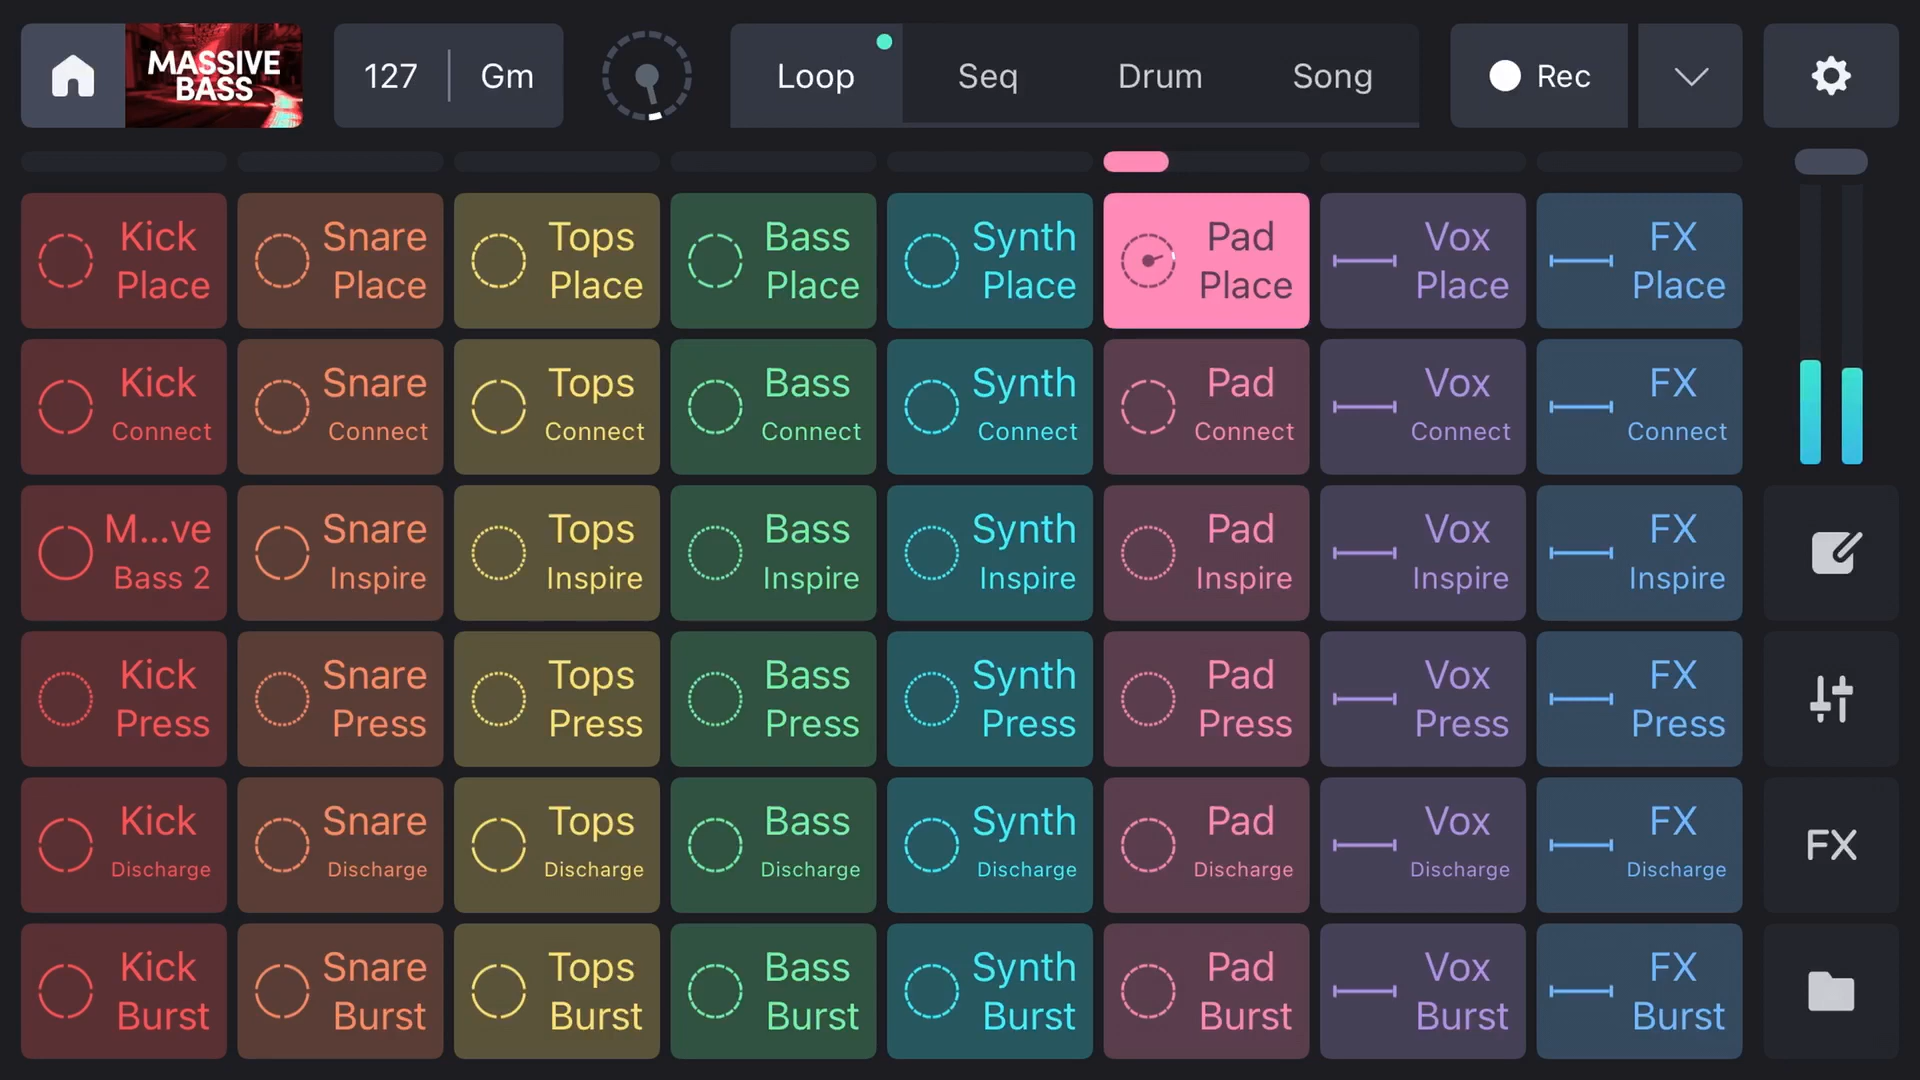 MASSIVE
BASS
127
Gm
Loop
Seq
Drum
Song
Rec
Kick
Place
Snare
Place
Tops
Place
Bass
Place
Synth
Place
Pad
Place
Vox
Place
FX
Place
Kick
Connect
Snare
Connect
Tops
Connect
Bass
Connect
Synth
Connect
Pad
Connect
Vox
Connect
FX
Connect
M...ve
Bass 2
Snare
Inspire
Tops
Inspire
Bass
Inspire
Synth
Inspire
Pad
Inspire
Vox
Inspire
FX
Inspire
Kick
Press
Snare
Press
Tops
Press
Bass
Press
Synth
Press
Pad
Press
Vox
Press
FX
Press
Kick
Discharge
Snare
Discharge
Tops
Discharge
Bass
Discharge
Synth
Discharge
Pad
Discharge
Vox
Discharge
FX
Discharge
FX
Kick
Burst
Snare
Burst
Tops
Burst
Bass
Burst
Synth
Burst
Pad
Burst
Vox
Burst
FX
Burst